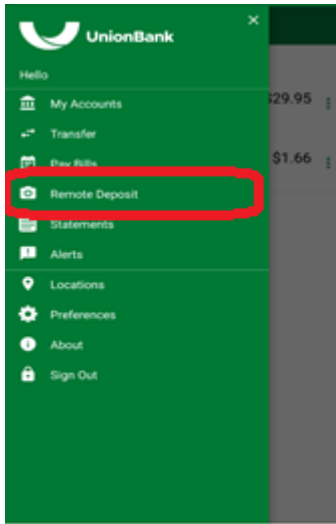 UnionBank
×
Hello
My Accounts
$29.95
Transfer
Pay Bills
$1.66
Remote Deposit
Statements
Alerts
Locations
Preferences
About
Sign Out